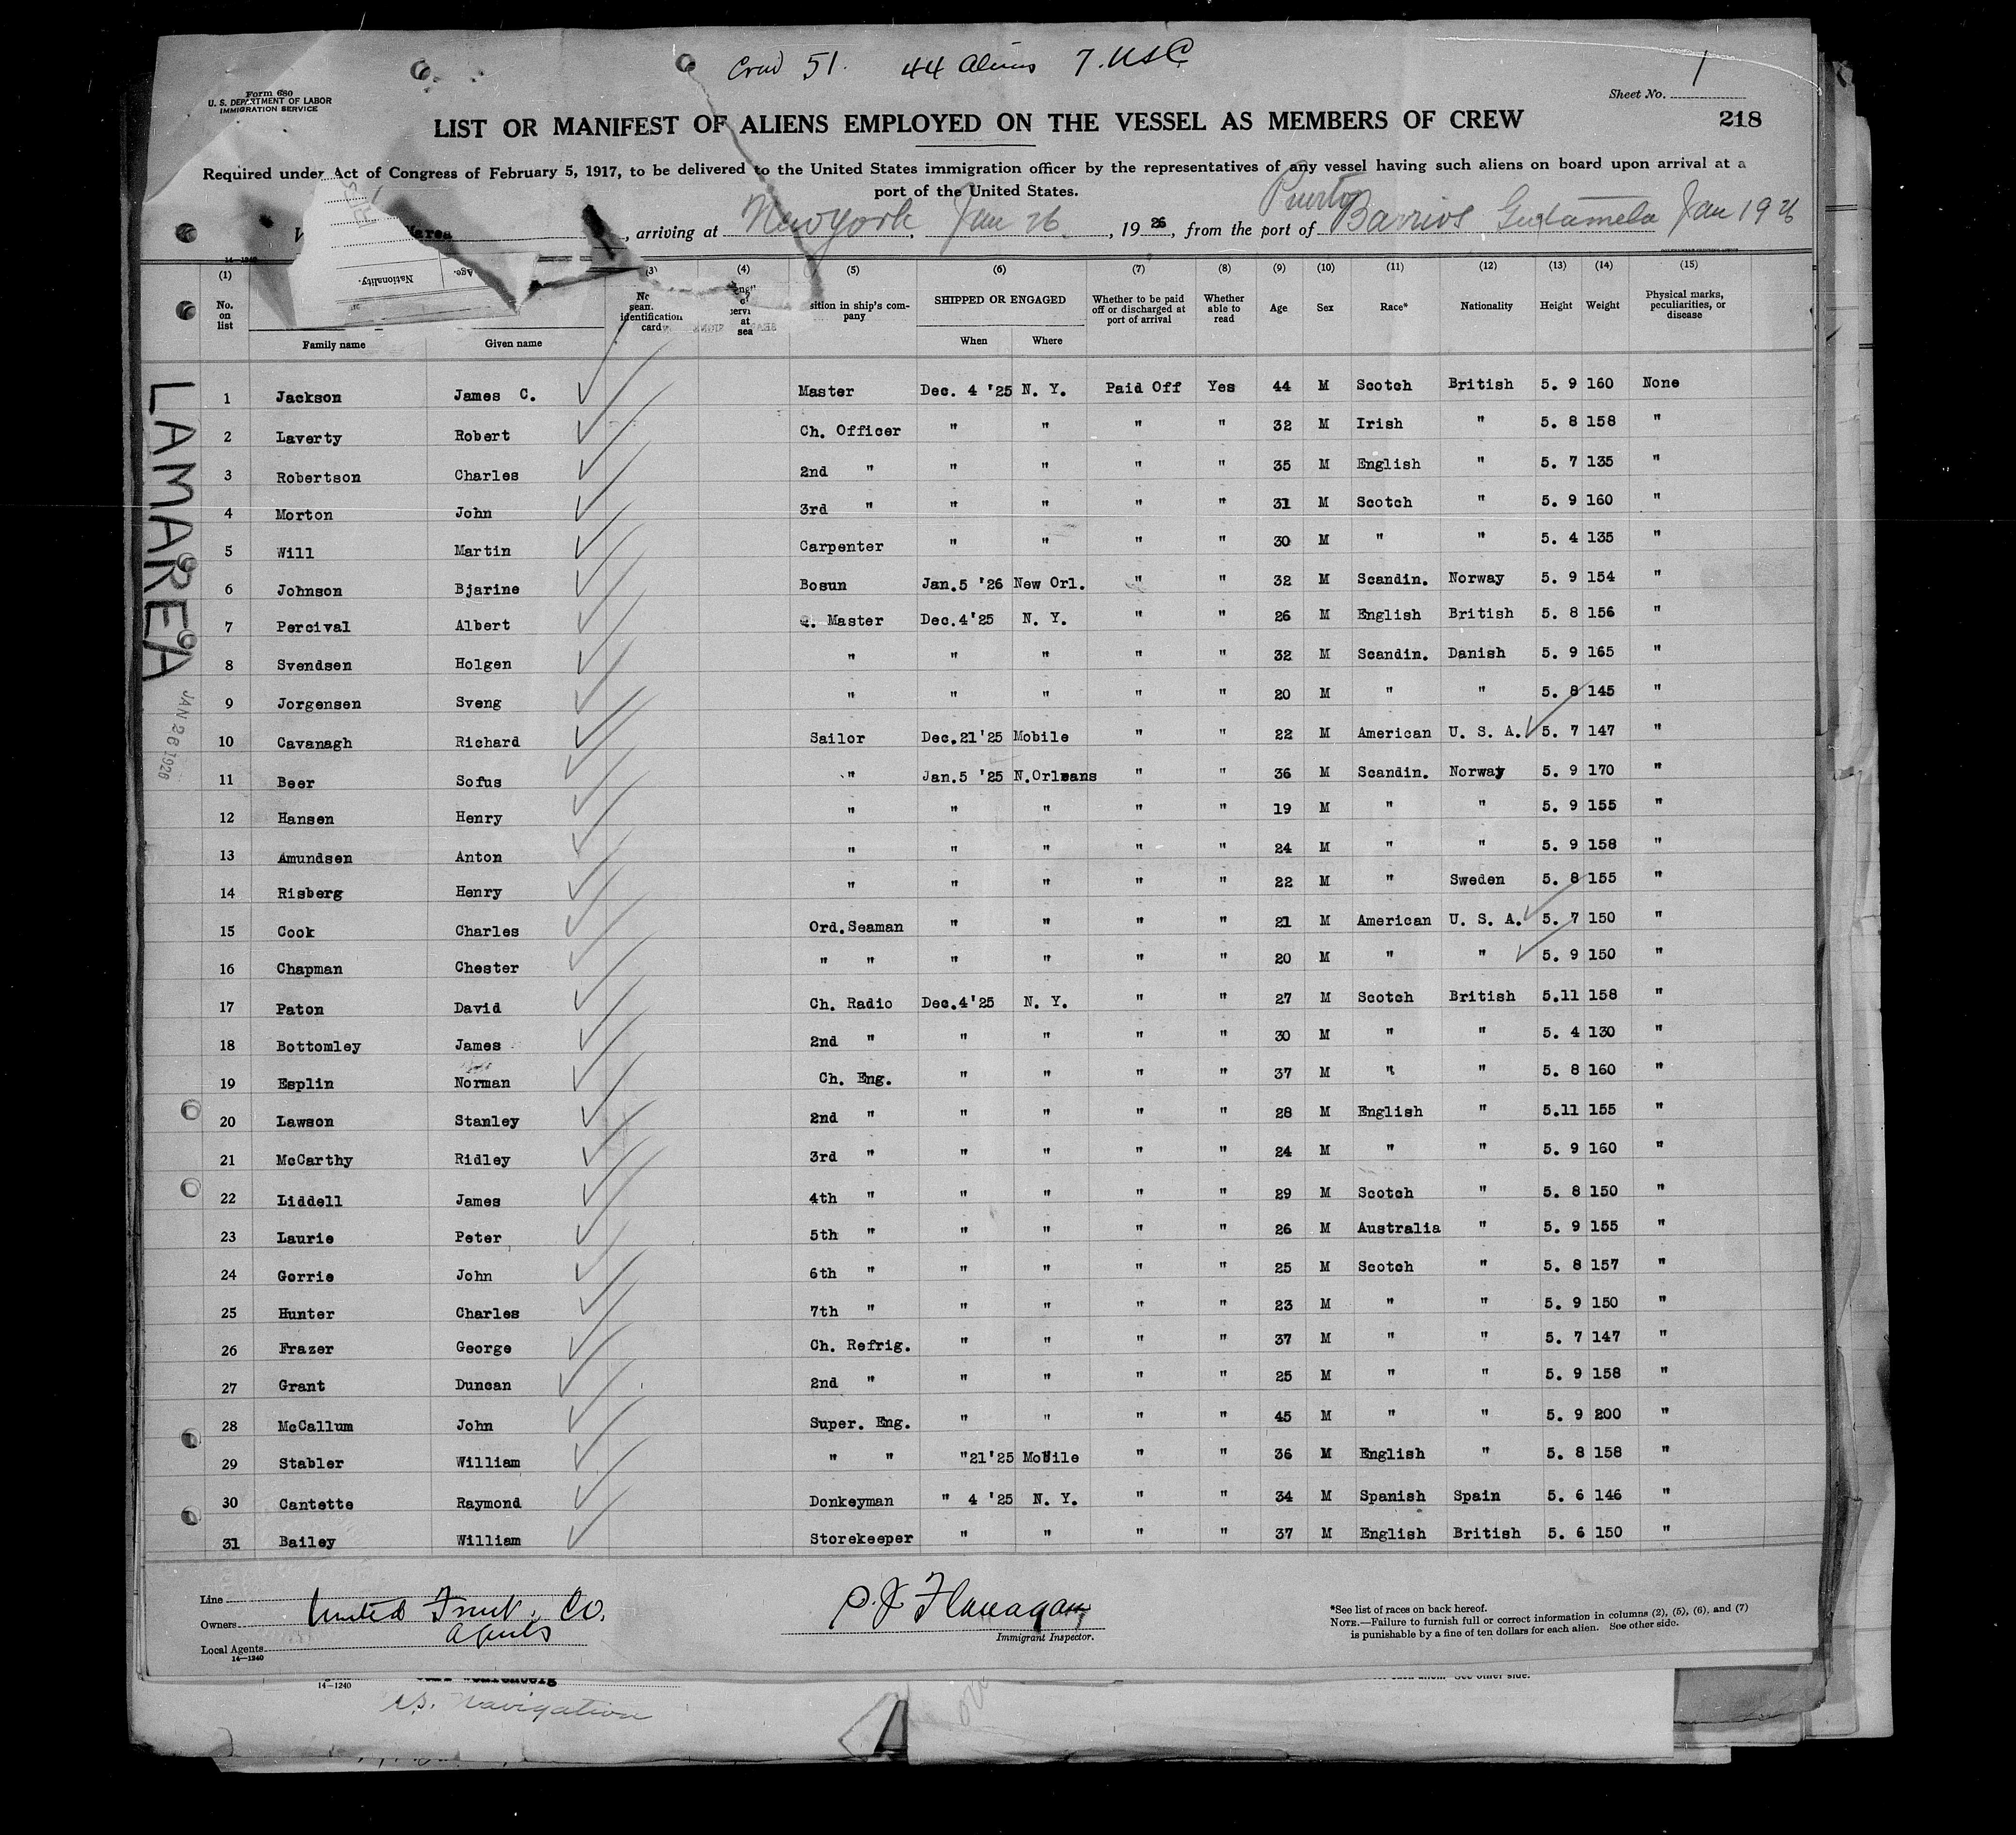 Crew 51. 44 Aliens 7. USC
1
Form 680
U. S. DEPARTMENT OF LABOR
IMMIGRATION SERVICE
Sheet No.
218
LIST OR MANIFEST OF ALIENS EMPLOYED ON THE VESSEL AS MEMBERS OF CREW
Required under Act of Congress of February 5, 1917, to be delivered to the United States immigration officer by the representatives of any vessel having such aliens on board upon arrival at a
port of the United States.
mares, arriving at New York, Jan 26, 1926, from the port of Puerto Barrios Gutamela Jan 19 26
14-1240
Nationality. Age.
(1) (3) (4) (5) (6) (7) (8) (9) (10) (11) (12) (13) (14) (15)
No. on list Family name Given name identification card sea sition in ship's company SHIPPED OR ENGAGED When Where Whether to be paid off or discharged at port of arrival Whether able to read Age Sex Race* Nationality Height Weight Physical marks, peculiarities, or disease
LAMAREA
JAN 26 1926
1 Jackson James C. Master Dec. 4 '25 N. Y. Paid Off Yes 44 M Scotch British 5. 9 160 None
2 Laverty Robert Ch. Officer " " " " 32 M Irish " 5. 8 158 "
3 Robertson Charles 2nd " " " " " 35 M English " 5. 7 135 "
4 Morton John 3rd " " " " " 31 M Scotch " 5. 9 160 "
5 Will Martin Carpenter " " " " 30 M " " 5. 4 135 "
6 Johnson Bjarine Bosun Jan.5 '26 New Orl. " " 32 M Scandin. Norway 5. 9 154 "
7 Percival Albert Q. Master Dec.4'25 N. Y. " " 26 M English British 5. 8 156 "
8 Svendsen Holgen " " " " " 32 M Scandin. Danish 5. 9 165 "
9 Jorgensen Sveng " " " " " 20 M " " 5. 8 145 "
10 Cavanagh Richard Sailor Dec.21'25 Mobile " " 22 M American U. S. A. 5. 7 147 "
11 Beer Sofus " Jan.5 '25 N.Orleans " " 36 M Scandin. Norway 5. 9 170 "
12 Hansen Henry " " " " " 19 M " " 5. 9 155 "
13 Amundsen Anton " " " " " 24 M " " 5. 9 158 "
14 Risberg Henry " " " " " 22 M " Sweden 5. 8 155 "
15 Cook Charles Ord.Seaman " " " " 21 M American U. S. A. 5. 7 150 "
16 Chapman Chester " " " " " " 20 M " " 5. 9 150 "
17 Paton David Ch. Radio Dec.4'25 N. Y. " " 27 M Scotch British 5.11 158 "
18 Bottomley James 2nd " " " " " 30 M " " 5. 4 130 "
19 Esplin Norman Ch. Eng. " " " " 37 M " " 5. 8 160 "
20 Lawson Stanley 2nd " " " " " 28 M English " 5.11 155 "
21 McCarthy Ridley 3rd " " " " " 24 M " " 5. 9 160 "
22 Liddell James 4th " " " " " 29 M Scotch " 5. 8 150 "
23 Laurie Peter 5th " " " " " 26 M Australia " 5. 9 155 "
24 Gorrie John 6th " " " " " 25 M Scotch " 5. 8 157 "
25 Hunter Charles 7th " " " " " 23 M " " 5. 9 150 "
26 Frazer George Ch. Refrig. " " " " 37 M " " 5. 7 147 "
27 Grant Duncan 2nd " " " " " 25 M " " 5. 9 158 "
28 McCallum John Super. Eng. " " " " 45 M " " 5. 9 200 "
29 Stabler William " " "21'25 Mobile " " 36 M English " 5. 8 158 "
30 Cantette Raymond Donkeyman " 4 '25 N. Y. " " 34 M Spanish Spain 5. 6 146 "
31 Bailey William Storekeeper " " " " 37 M English British 5. 6 150 "
Line
Owners United Fruit. Co.
Local Agents Agents
14-1240
P. J. Flanagan
Immigrant Inspector.
*See list of races on back hereof.
NOTE.—Failure to furnish full or correct information in columns (2), (5), (6), and (7)
is punishable by a fine of ten dollars for each alien. See other side.
14-1240
See other side.
Navigation